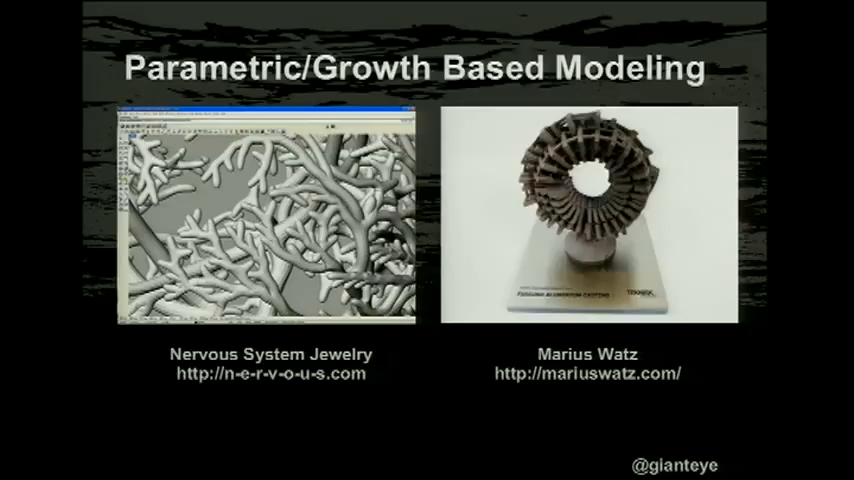 Parametric/Growth Based Modeling
Nervous System Jewelry
http://n-e-r-v-o-u-s.com
Marius Watz
http://mariuswatz.com/
@gianteye